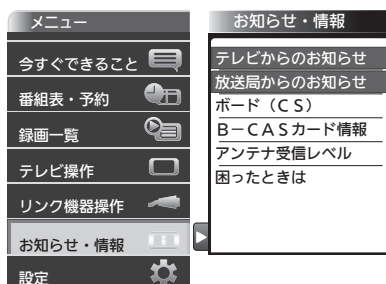 メニュー
今すぐできること
番組表・予約
録画一覧
テレビ操作
リンク機器操作
お知らせ・情報
設定
お知らせ・情報
テレビからのお知らせ
放送局からのお知らせ
ボード（ＣＳ）
Ｂ－ＣＡＳカード情報
アンテナ受信レベル
困ったときは